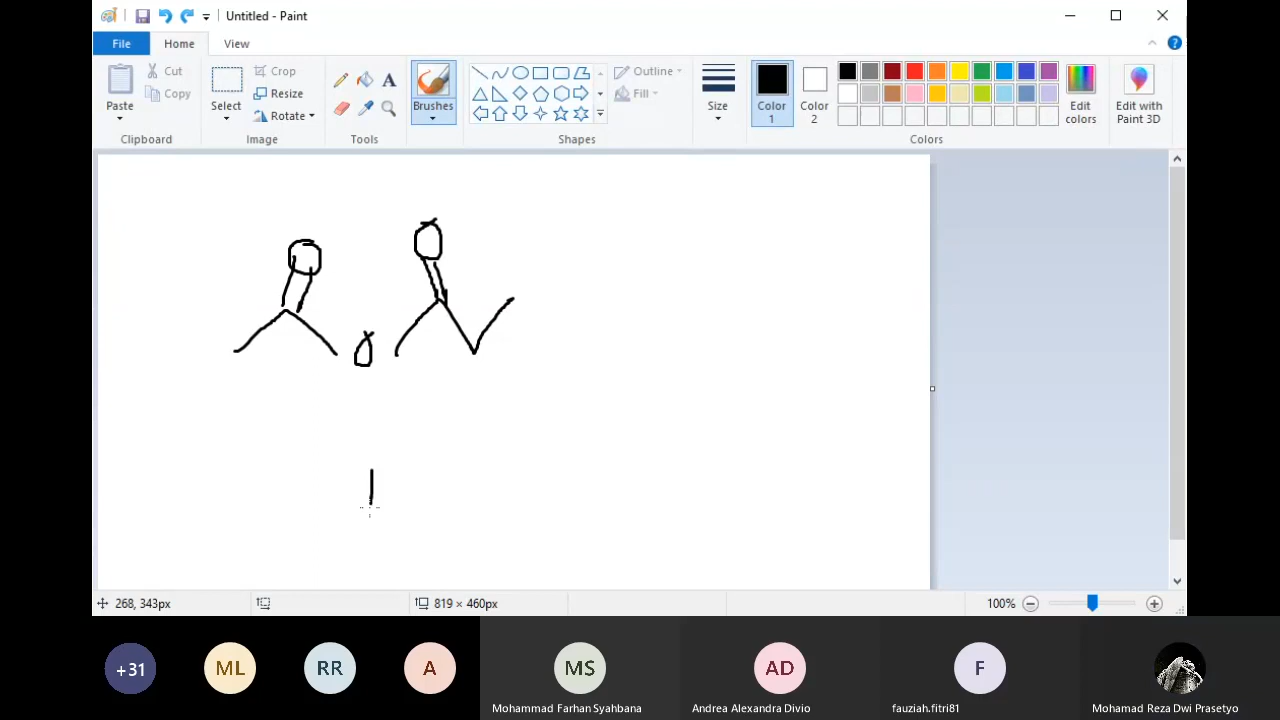 Untitled - Paint
File Home View
Cut
Copy
Paste
Crop
Resize
Rotate
Select
Brushes
Outline
Fill
Size
Color 1
Color 2
Edit colors
Edit with Paint 3D
Clipboard Image Tools Shapes Colors
O O
O
268, 343px 819 × 460px 100%
+31 ML RR A MS AD F
Mohammad Farhan Syahbana Andrea Alexandra Divio fauziah.fitri81 Mohamad Reza Dwi Prasetyo